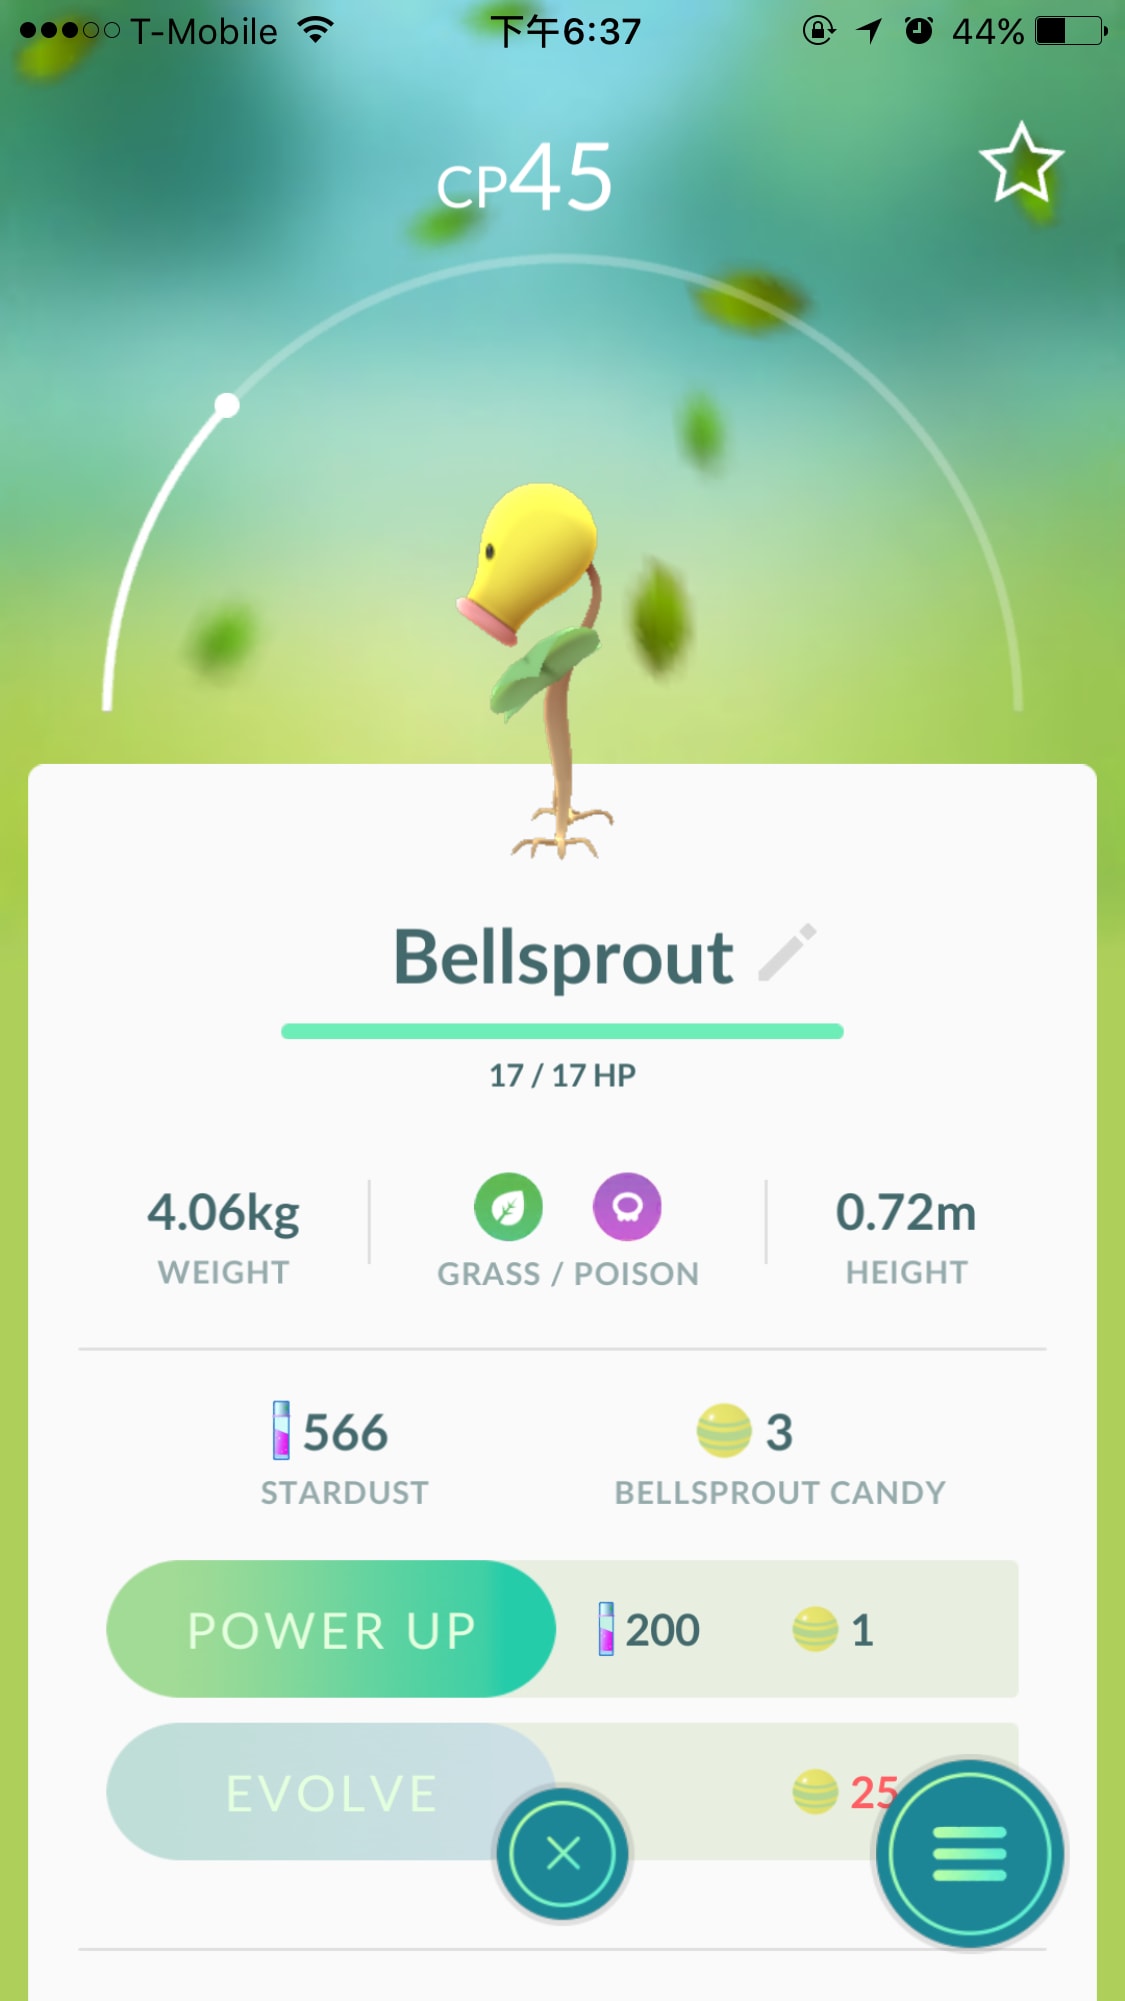 T-Mobile 下午6:37 44%
CP45
Bellsprout
17 / 17 HP
4.06kg 0.72m
WEIGHT GRASS / POISON HEIGHT
566 3
STARDUST BELLSPROUT CANDY
POWER UP 200 1
EVOLVE 25